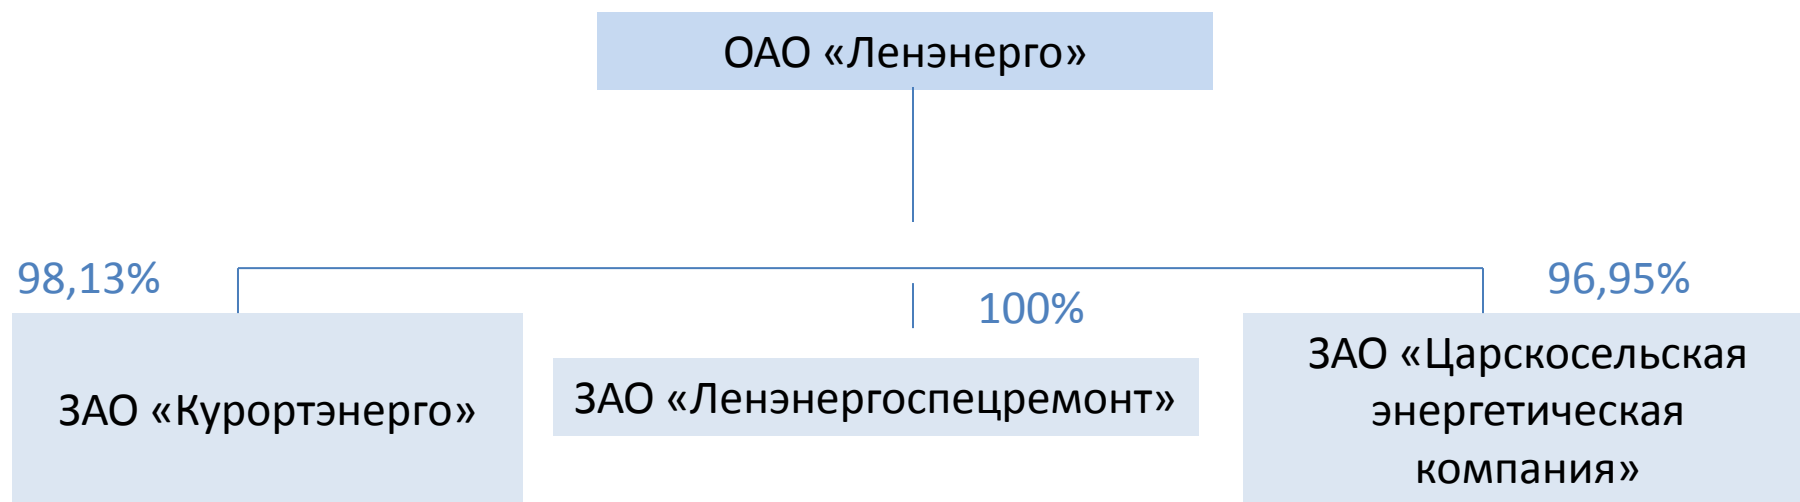 ОАО «Ленэнерго»
98,13%
100%
96,95%
ЗАО «Курортэнерго»
ЗАО «Ленэнергоспецремонт»
ЗАО «Царскосельская
энергетическая
компания»